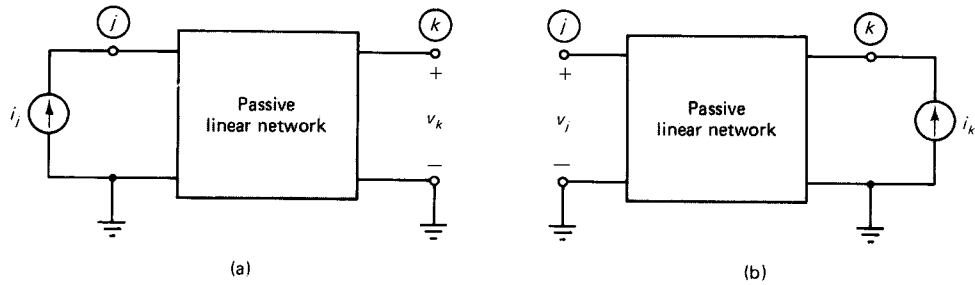 j
k
i_j
Passive
linear network
+
v_k
−
(a)
j
k
+
v_j
−
Passive
linear network
i_k
(b)